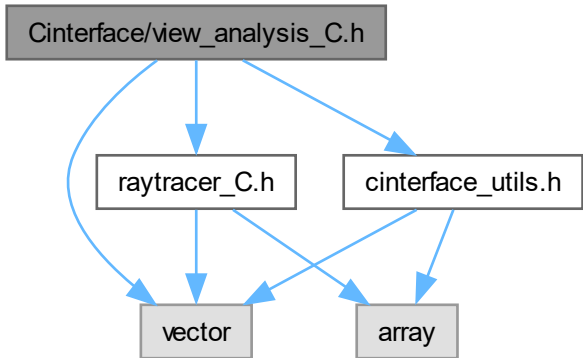 Cinterface/view_analysis_C.h
raytracer_C.h
cinterface_utils.h
vector
array